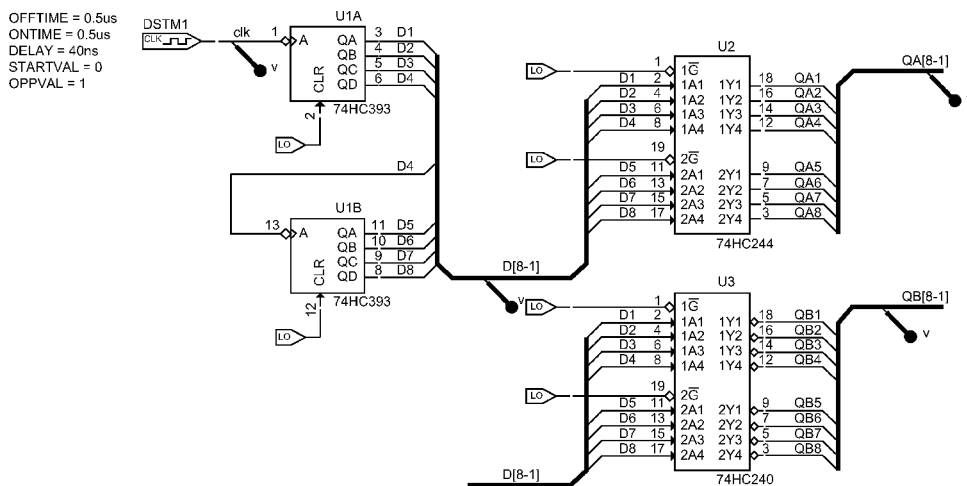 OFFTIME = 0.5us
ONTIME = 0.5us
DELAY = 40ns
STARTVAL = 0
OPPVAL = 1
DSTM1
CLK
clk
v
U1A
1 A QA 3 D1
QB 4 D2
QC 5 D3
QD 6 D4
CLR
2
74HC393
LO
D4
U1B
13 A QA 11 D5
QB 10 D6
QC 9 D7
QD 8 D8
CLR
12
74HC393
LO
D[8-1]
v
U2
LO 1 1G
D1 2 1A1 1Y1 18 QA1
D2 4 1A2 1Y2 16 QA2
D3 6 1A3 1Y3 14 QA3
D4 8 1A4 1Y4 12 QA4
LO 19 2G
D5 11 2A1 2Y1 9 QA5
D6 13 2A2 2Y2 7 QA6
D7 15 2A3 2Y3 5 QA7
D8 17 2A4 2Y4 3 QA8
74HC244
QA[8-1]
U3
LO 1 1G
D1 2 1A1 1Y1 18 QB1
D2 4 1A2 1Y2 16 QB2
D3 6 1A3 1Y3 14 QB3
D4 8 1A4 1Y4 12 QB4
LO 19 2G
D5 11 2A1 2Y1 9 QB5
D6 13 2A2 2Y2 7 QB6
D7 15 2A3 2Y3 5 QB7
D8 17 2A4 2Y4 3 QB8
74HC240
QB[8-1]
v
D[8-1]